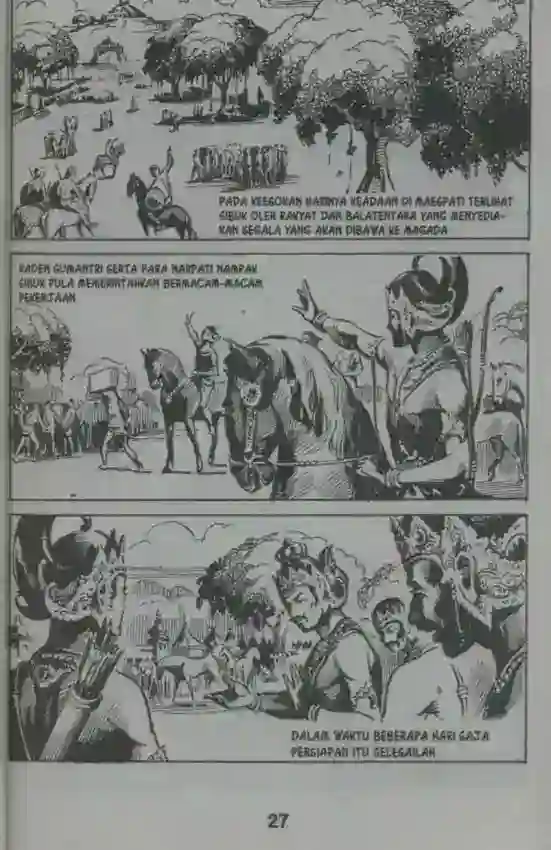 PADA KEESOKAN HARINYA KEADAAN DI MAESPATI TERLIHAT
SIBUK OLEH RAKYAT DAN BALATENTARA YANG MENYEDIA-
KAN SEGALA YANG AKAN DIBAWA KE MAGADA
RADEN SUMANTRI SERTA PARA NARPATI NAMPAK
SIBUK PULA MEMERINTAHKAN BERMACAM-MACAM
PEKERJAAN
DALAM WAKTU BEBERAPA HARI SAJA
PERSIAPAN ITU SELESAILAH
27